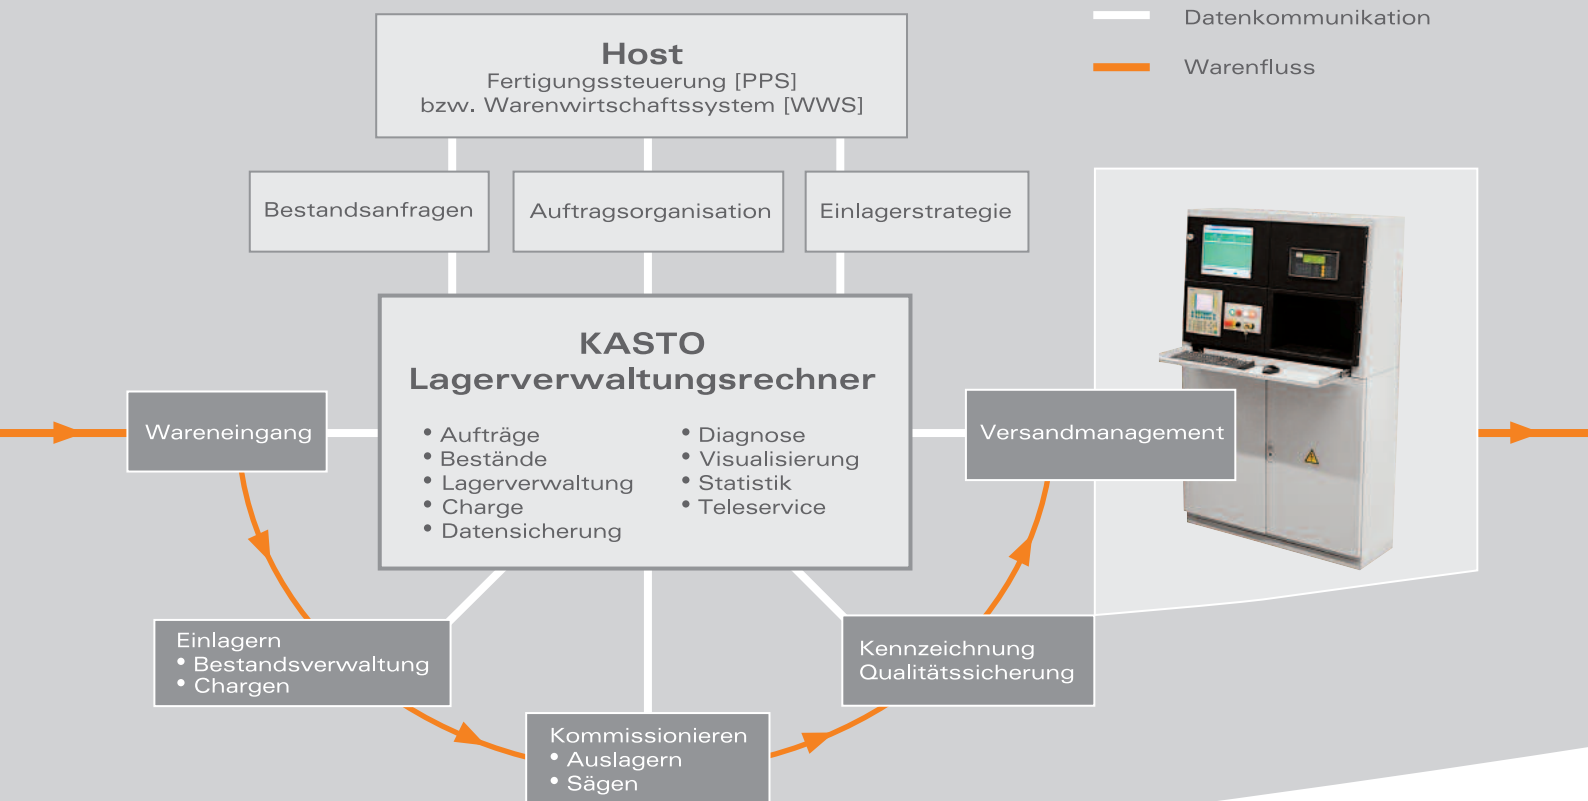 Datenkommunikation
Warenfluss
Host
Fertigungssteuerung [PPS]
bzw. Warenwirtschaftssystem [WWS]
Bestandsanfragen
Auftragsorganisation
Einlagerstrategie
KASTO
Lagerverwaltungsrechner
• Aufträge
• Bestände
• Lagerverwaltung
• Charge
• Datensicherung
• Diagnose
• Visualisierung
• Statistik
• Teleservice
Wareneingang
Versandmanagement
Einlagern
• Bestandsverwaltung
• Chargen
Kommissionieren
• Auslagern
• Sägen
Kennzeichnung
Qualitätssicherung